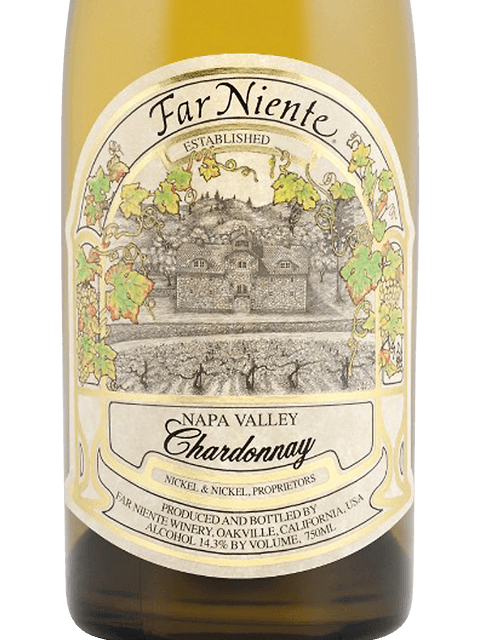 Far Niente
ESTABLISHED
NAPA VALLEY
Chardonnay
NICKEL & NICKEL, PROPRIETORS
PRODUCED AND BOTTLED BY
FAR NIENTE WINERY, OAKVILLE, CALIFORNIA, USA
ALCOHOL 14.3% BY VOLUME, 750ML